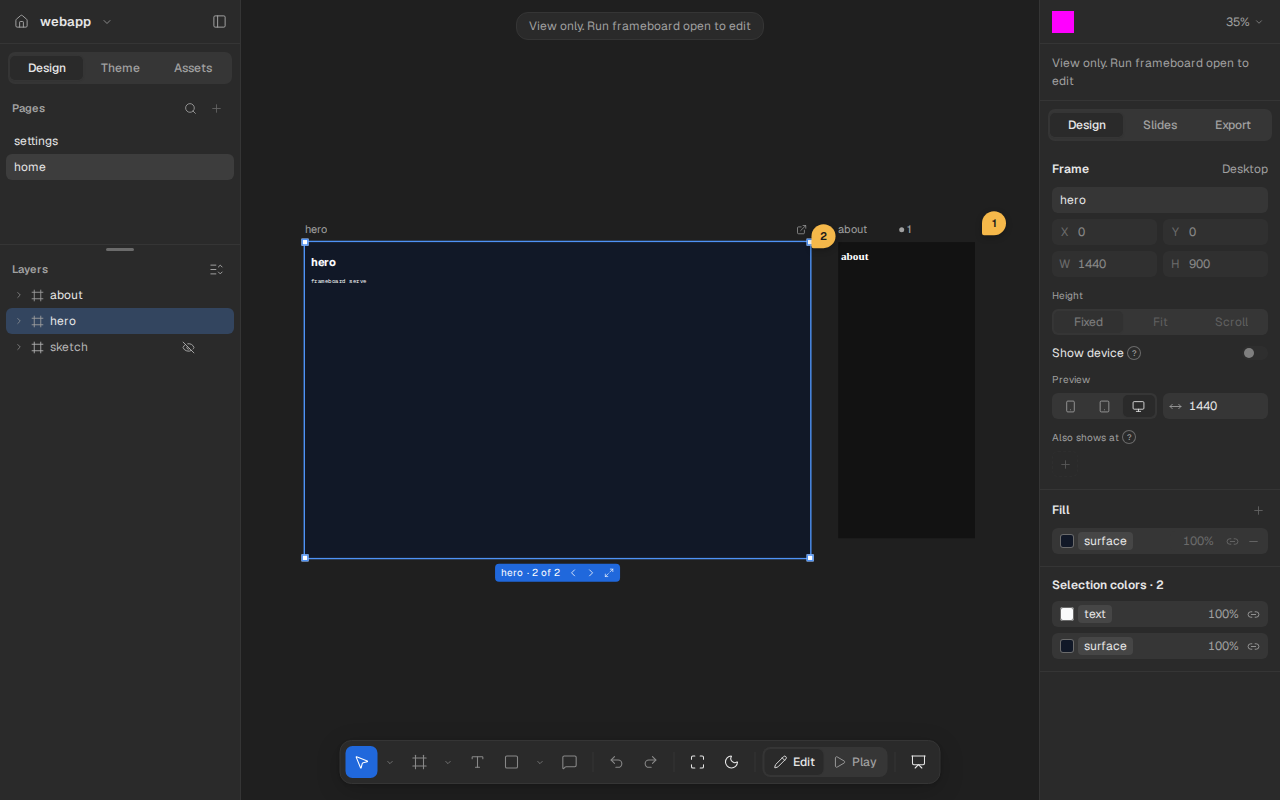 webapp
Design Theme Assets
Pages
settings
home
Layers
about
hero
sketch
View only. Run frameboard open to edit
hero
2
about
1
1
hero
frameboard serve
about
hero · 2 of 2
Edit Play
35%
View only. Run frameboard open to
edit
Design Slides Export
Frame Desktop
hero
X 0 Y 0
W 1440 H 900
Height
Fixed Fit Scroll
Show device ?
Preview
1440
Also shows at ?
Fill
surface 100%
Selection colors · 2
text 100%
surface 100%